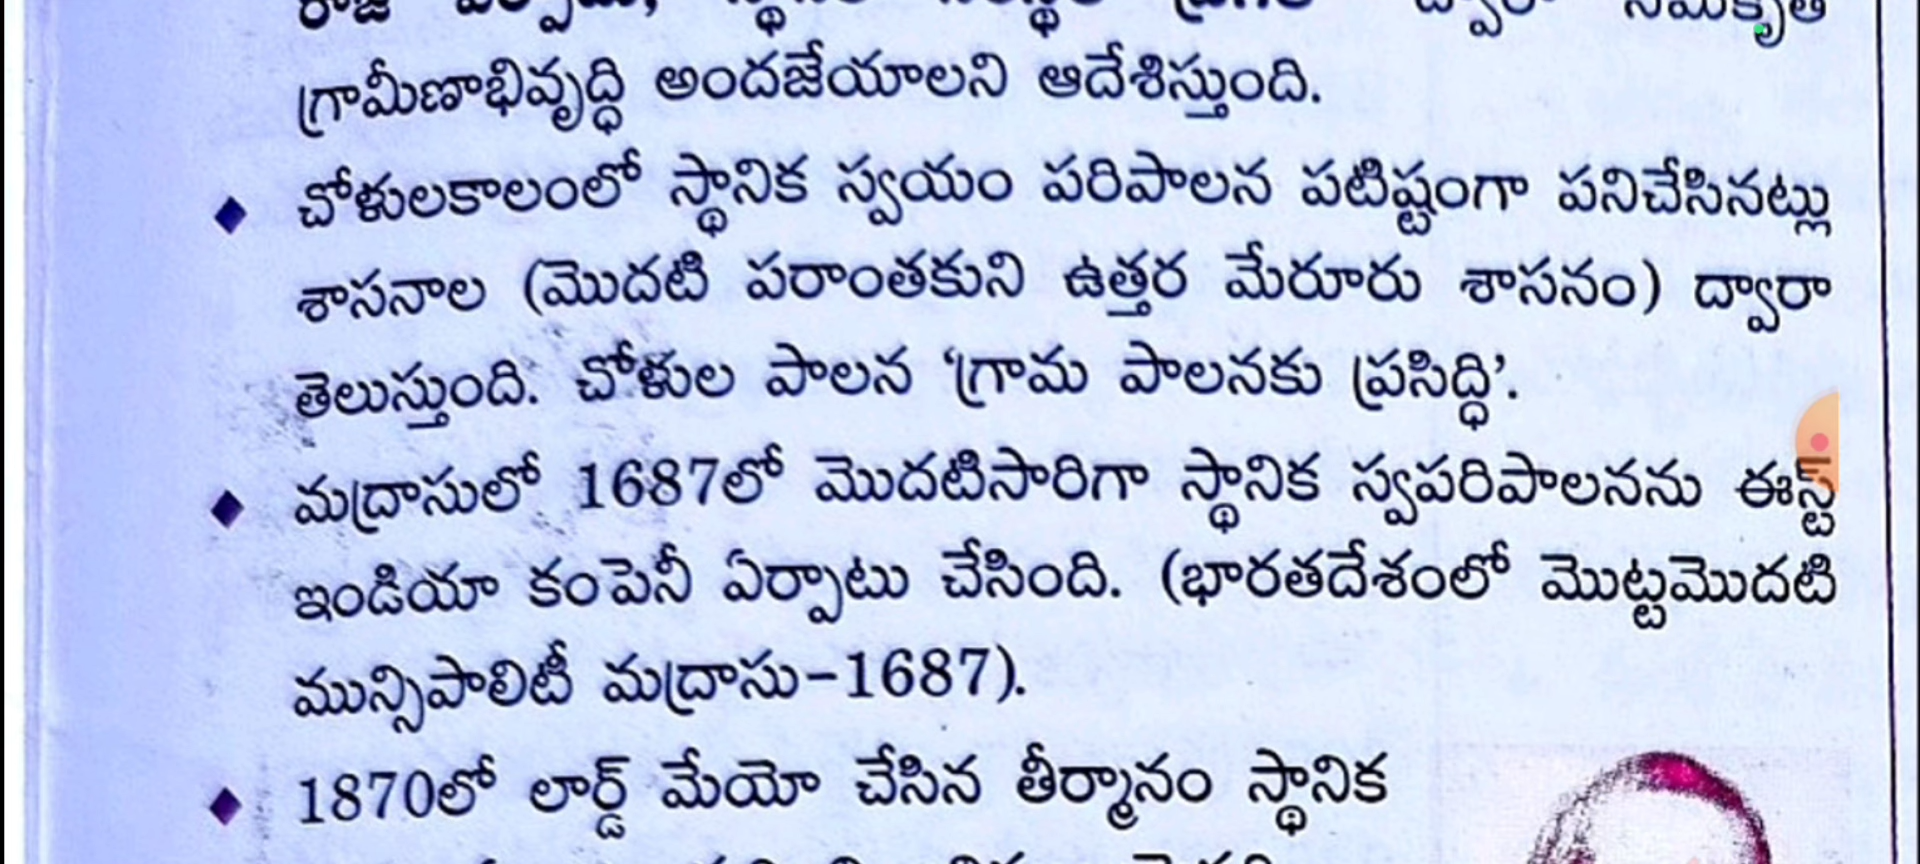 గ్రామీణాభివృద్ధి అందజేయాలని ఆదేశిస్తుంది.
చోళులకాలంలో స్థానిక స్వయం పరిపాలన పటిష్టంగా పనిచేసినట్లు
శాసనాల (మొదటి పరాంతకుని ఉత్తర మేరూరు శాసనం) ద్వారా
తెలుస్తుంది. చోళుల పాలన ‘గ్రామ పాలనకు ప్రసిద్ధి’.
మద్రాసులో 1687లో మొదటిసారిగా స్థానిక స్వపరిపాలనను ఈస్ట్
ఇండియా కంపెనీ ఏర్పాటు చేసింది. (భారతదేశంలో మొట్టమొదటి
మున్సిపాలిటీ మద్రాసు-1687).
1870లో లార్డ్ మేయో చేసిన తీర్మానం స్థానిక